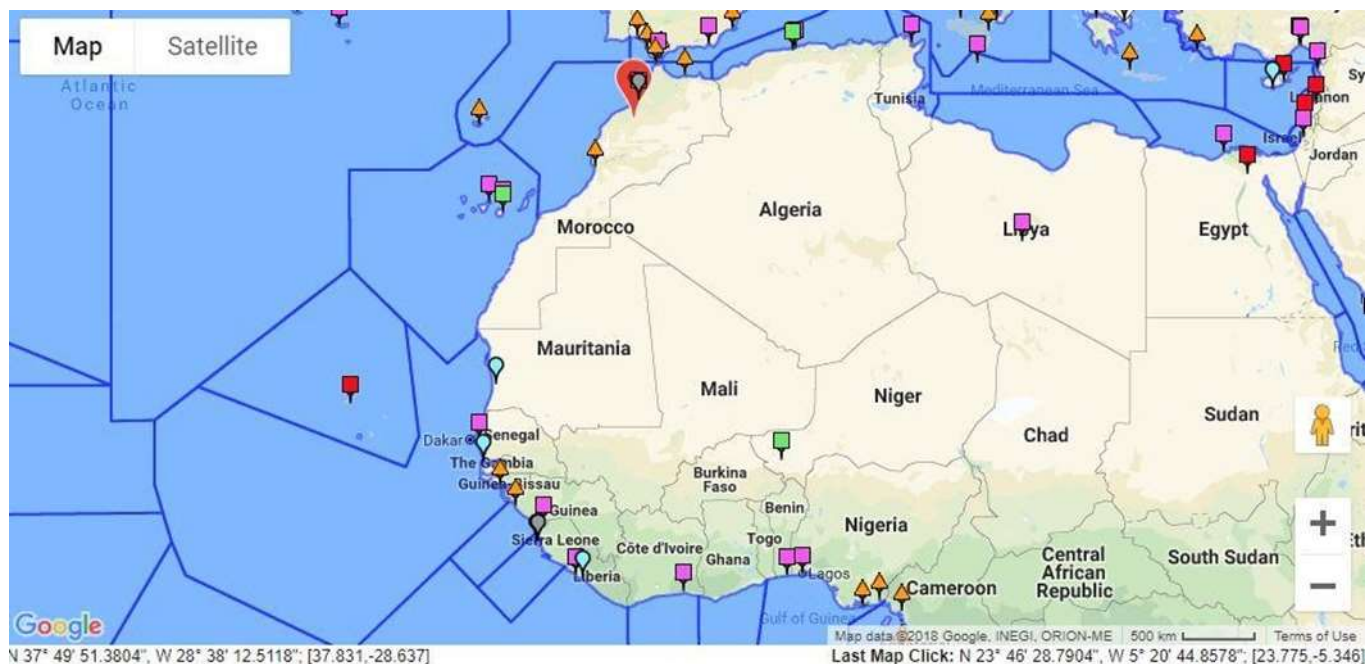 Map Satellite
Atlantic
Ocean
Mediterranean Sea
Tunisia
Sy
Lebanon
Israel
Jordan
Morocco
Algeria
Libya
Egypt
Red
Mauritania
Mali
Niger
Chad
Sudan
Dakar
Senegal
The Gambia
Guinea-Bissau
Burkina
Faso
Guinea
Benin
Nigeria
Sierra Leone
Côte d'Ivoire
Togo
Ghana
Liberia
Lagos
Cameroon
Central
African
Republic
South Sudan
Gulf of Guinea
Google
Map data ©2018 Google, INEGI, ORION-ME 500 km Terms of Use
N 37° 49' 51.3804", W 28° 38' 12.5118"; [37.831,-28.637] Last Map Click: N 23° 46' 28.7904", W 5° 20' 44.8578"; [23.775,-5.346]